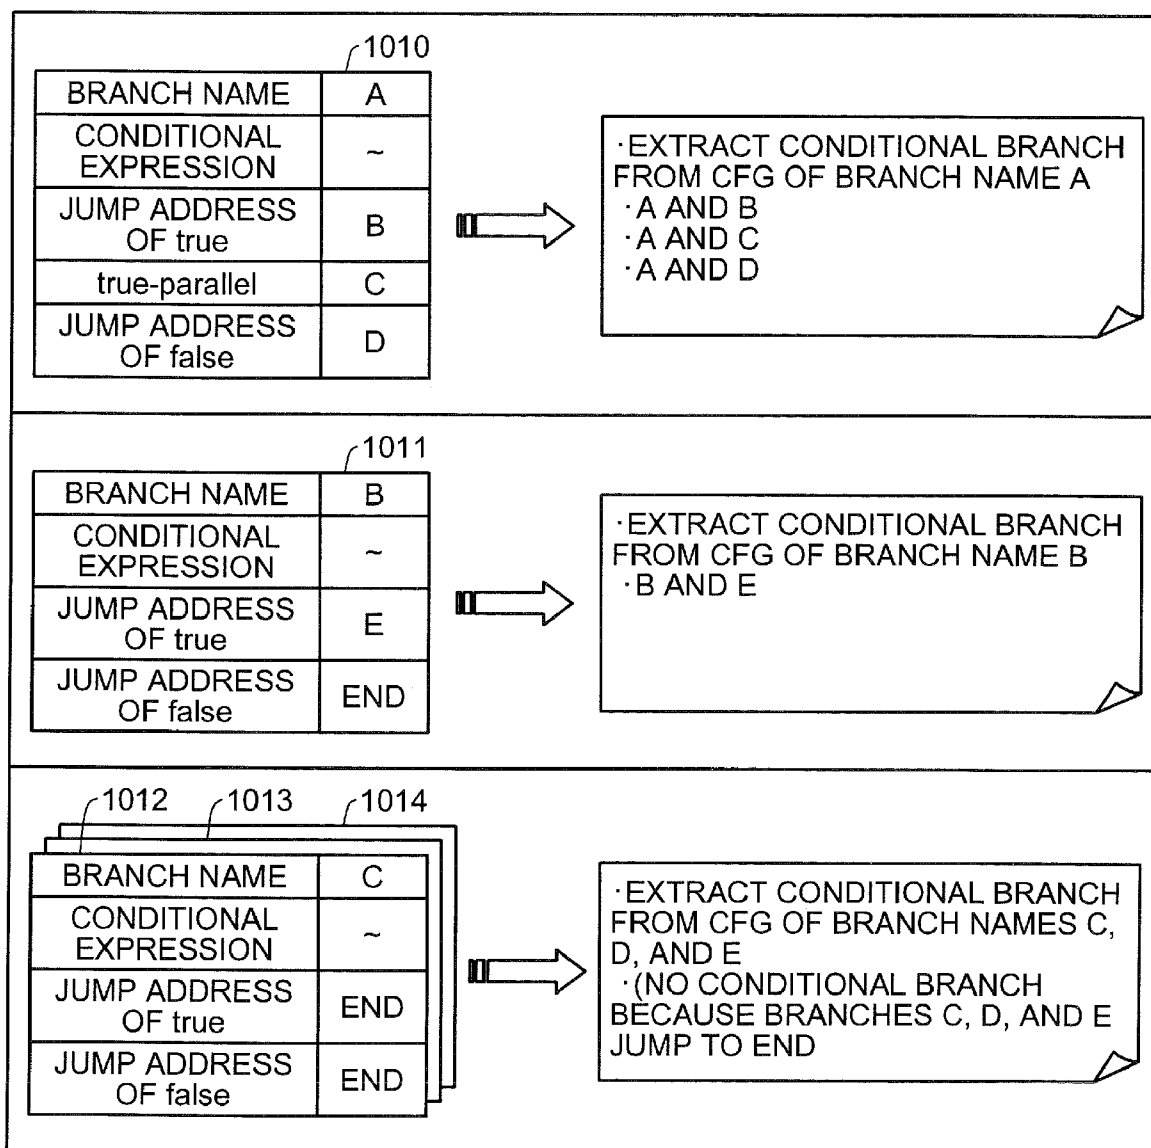 1010
BRANCH NAME A
CONDITIONAL
EXPRESSION ~
JUMP ADDRESS
OF true B
true-parallel C
JUMP ADDRESS
OF false D
·EXTRACT CONDITIONAL BRANCH
FROM CFG OF BRANCH NAME A
·A AND B
·A AND C
·A AND D
1011
BRANCH NAME B
CONDITIONAL
EXPRESSION ~
JUMP ADDRESS
OF true E
JUMP ADDRESS
OF false END
·EXTRACT CONDITIONAL BRANCH
FROM CFG OF BRANCH NAME B
·B AND E
1012 1013 1014
BRANCH NAME C
CONDITIONAL
EXPRESSION ~
JUMP ADDRESS
OF true END
JUMP ADDRESS
OF false END
·EXTRACT CONDITIONAL BRANCH
FROM CFG OF BRANCH NAMES C,
D, AND E
·(NO CONDITIONAL BRANCH
BECAUSE BRANCHES C, D, AND E
JUMP TO END